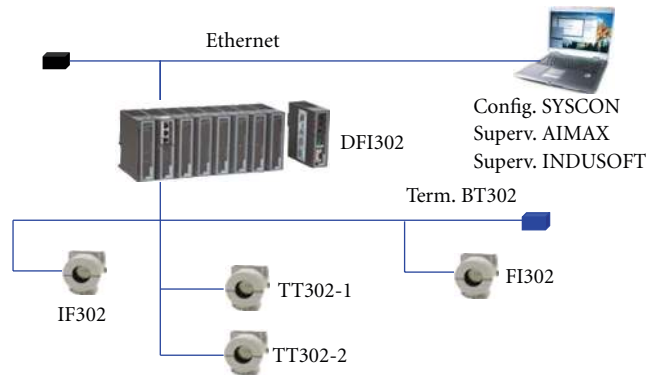 Ethernet
Config. SYSCON
Superv. AIMAX
Superv. INDUSOFT
DFI302
Term. BT302
IF302
TT302-1
FI302
TT302-2